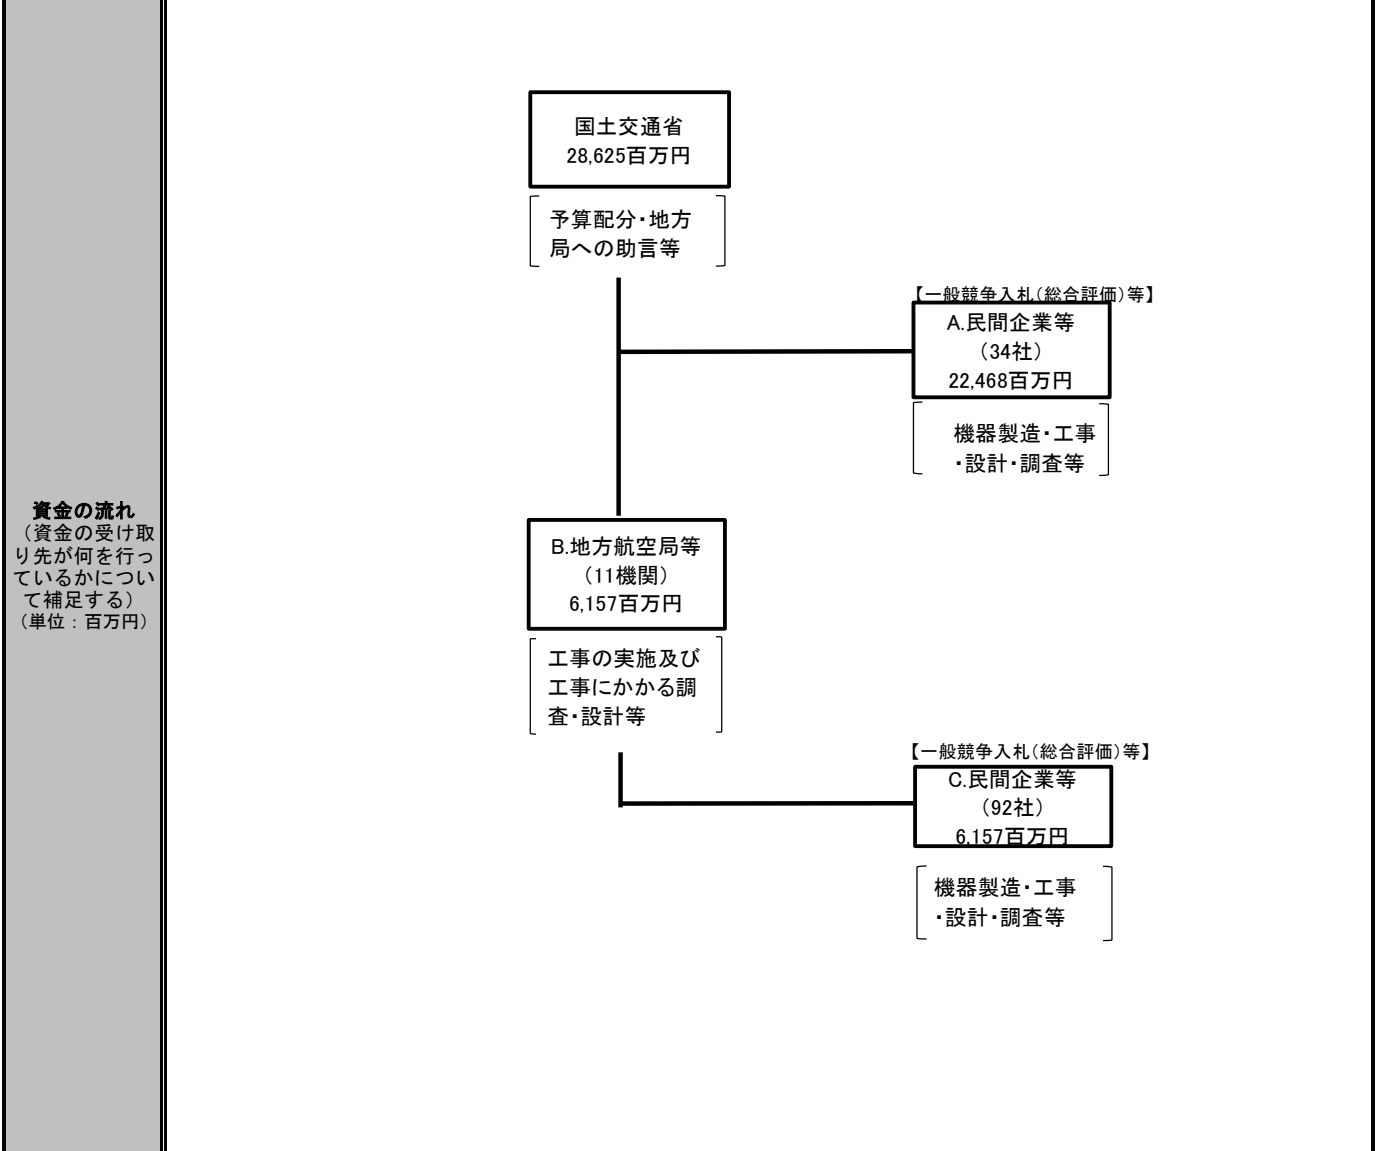 資金の流れ
（資金の受け取
り先が何を行っ
ているかについ
て補足する）
（単位：百万円）
国土交通省
28,625百万円
予算配分・地方
局への助言等
【一般競争入札（総合評価）等】
A.民間企業等
（34社）
22,468百万円
機器製造・工事
・設計・調査等
B.地方航空局等
（11機関）
6,157百万円
工事の実施及び
工事にかかる調
査・設計等
【一般競争入札（総合評価）等】
C.民間企業等
（92社）
6,157百万円
機器製造・工事
・設計・調査等